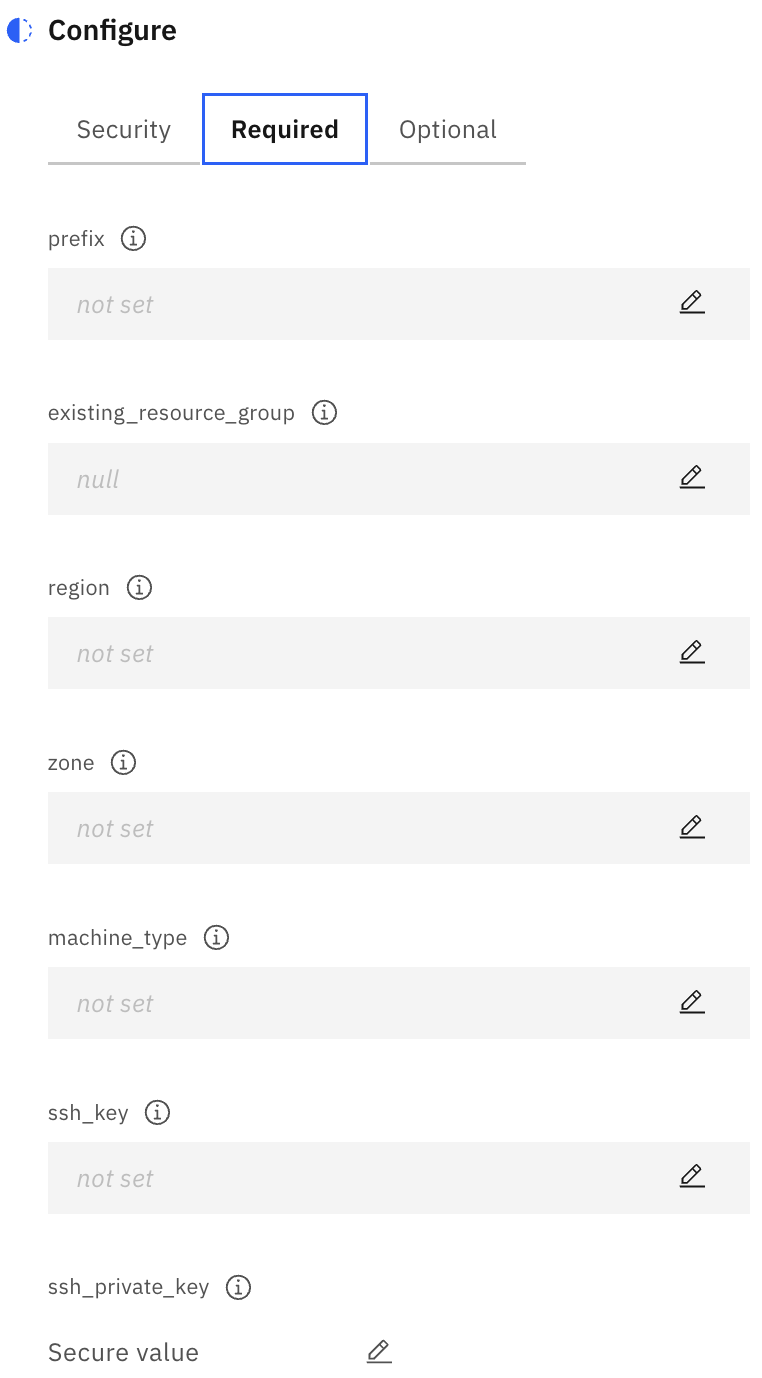 Configure
Security Required Optional
prefix
not set
existing_resource_group
null
region
not set
zone
not set
machine_type
not set
ssh_key
not set
ssh_private_key
Secure value